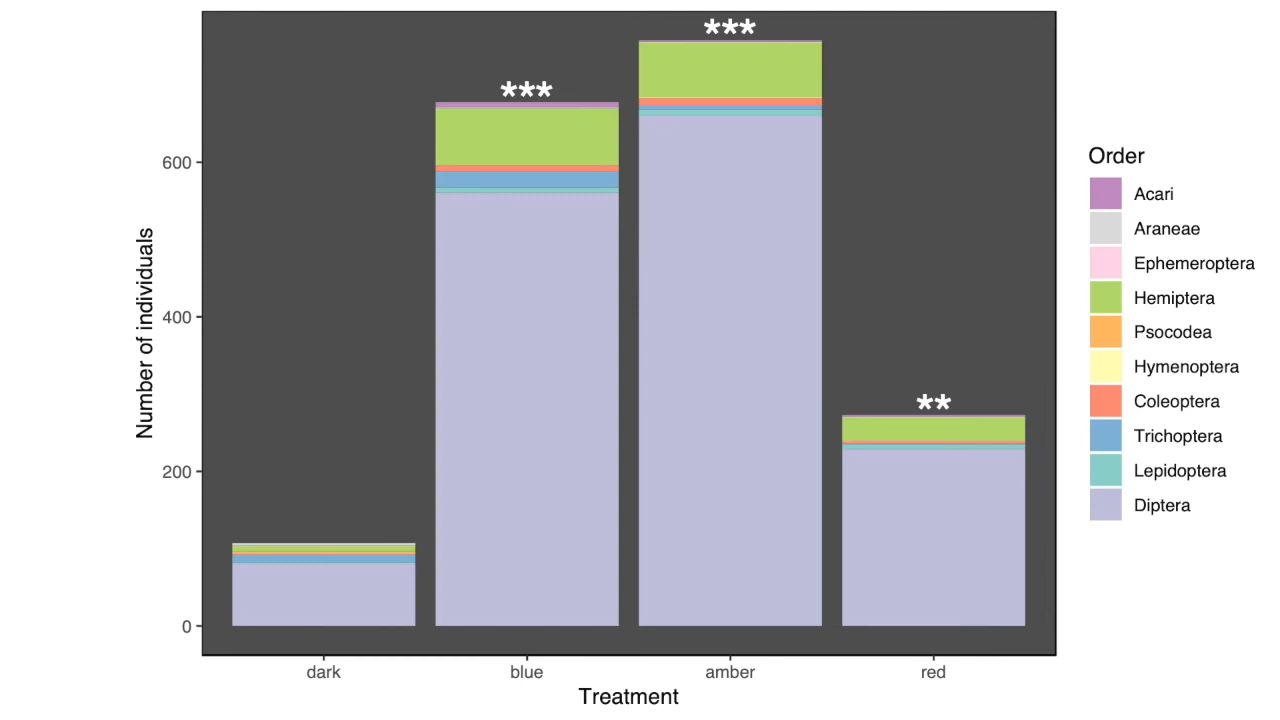 ***
***
**
600
400
200
0
Number of individuals
dark
blue
amber
red
Treatment
Order
Acari
Araneae
Ephemeroptera
Hemiptera
Psocodea
Hymenoptera
Coleoptera
Trichoptera
Lepidoptera
Diptera